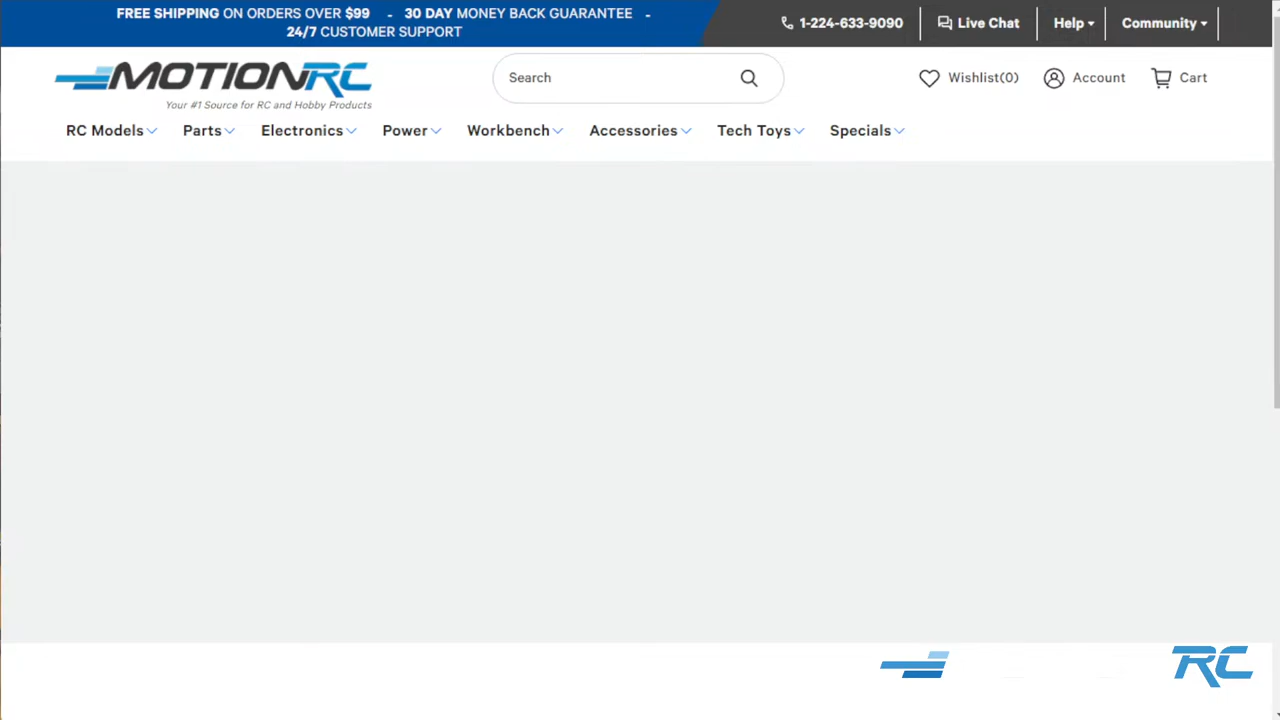 FREE SHIPPING ON ORDERS OVER $99 - 30 DAY MONEY BACK GUARANTEE -
24/7 CUSTOMER SUPPORT
1-224-633-9090
Live Chat
Help
Community
MOTIONRC
Your #1 Source for RC and Hobby Products
Search
Wishlist(0)
Account
Cart
RC Models
Parts
Electronics
Power
Workbench
Accessories
Tech Toys
Specials
RC